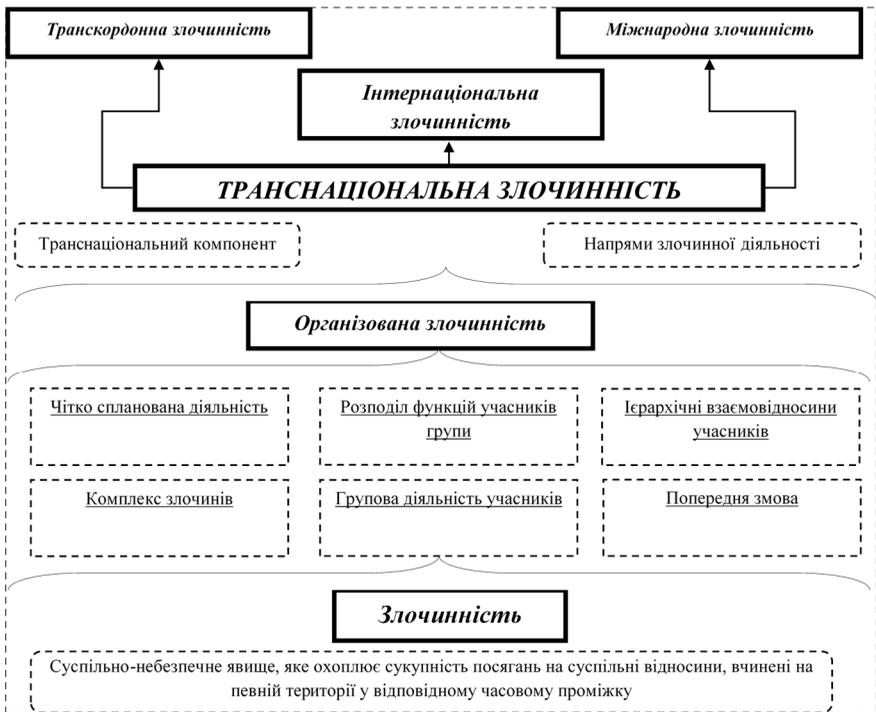 Транскордонна злочинність
Міжнародна злочинність
Інтернаціональна
злочинність
ТРАНСНАЦІОНАЛЬНА ЗЛОЧИННІСТЬ
Транснаціональний компонент
Напрями злочинної діяльності
Організована злочинність
Чітко спланована діяльність
Розподіл функцій учасників
групи
Ієрархічні взаємовідносини
учасників
Комплекс злочинів
Групова діяльність учасників
Попередня змова
Злочинність
Суспільно-небезпечне явище, яке охоплює сукупність посягань на суспільні відносини, вчинені на
певній території у відповідному часовому проміжку